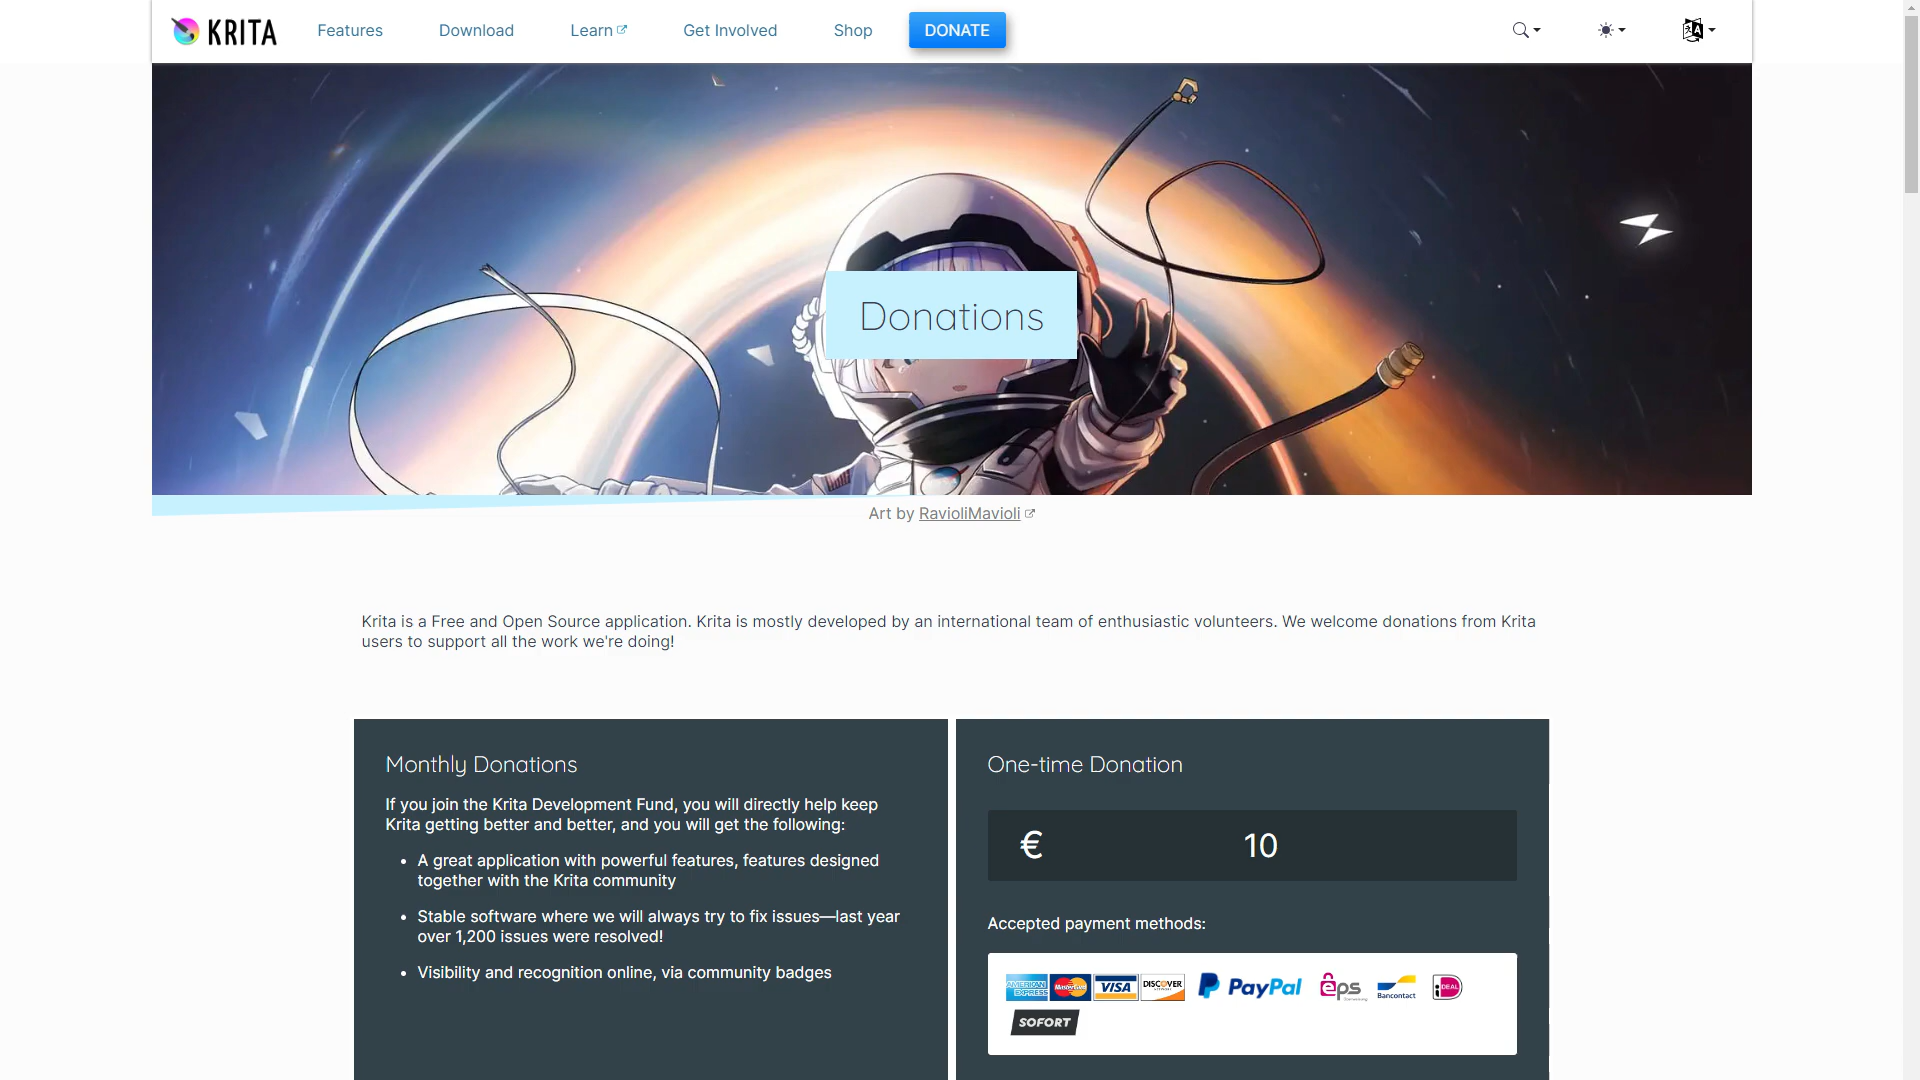 KRITA
Features
Download
Learn
Get Involved
Shop
DONATE
Donations
Art by RavioliMavioli
Krita is a Free and Open Source application. Krita is mostly developed by an international team of enthusiastic volunteers. We welcome donations from Krita
users to support all the work we're doing!
Monthly Donations
If you join the Krita Development Fund, you will directly help keep
Krita getting better and better, and you will get the following:
• A great application with powerful features, features designed
together with the Krita community
• Stable software where we will always try to fix issues—last year
over 1,200 issues were resolved!
• Visibility and recognition online, via community badges
One-time Donation
€ 10
Accepted payment methods:
AMERICAN EXPRESS MasterCard VISA DISCOVER PayPal eps Bancontact iDEAL
SOFORT